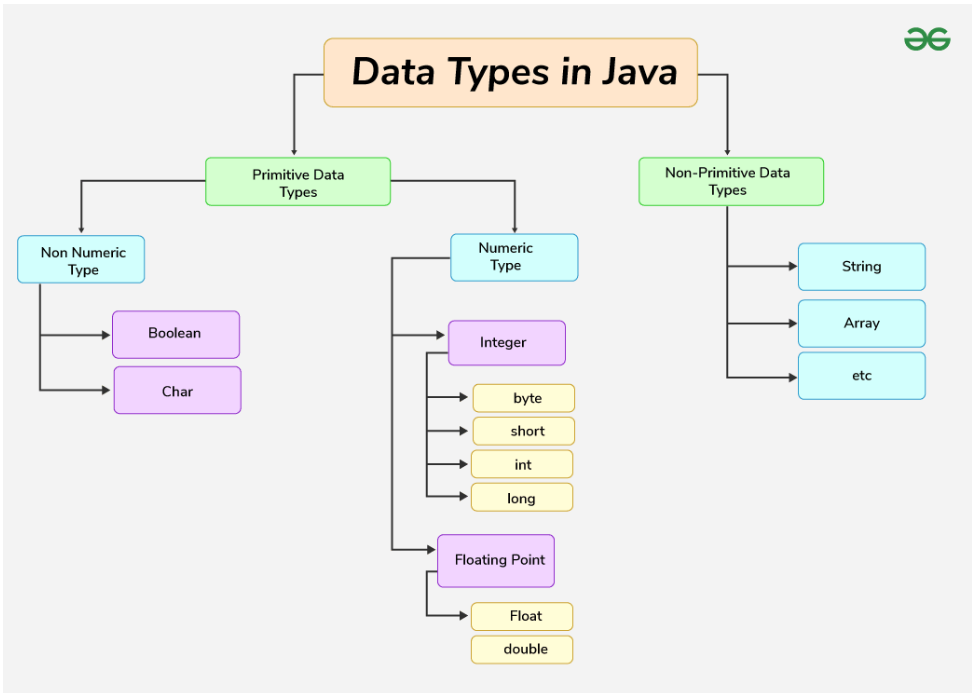 Data Types in Java
Primitive Data
Types
Non-Primitive Data
Types
Non Numeric
Type
Boolean
Char
Numeric
Type
Integer
byte
short
int
long
Floating Point
Float
double
String
Array
etc